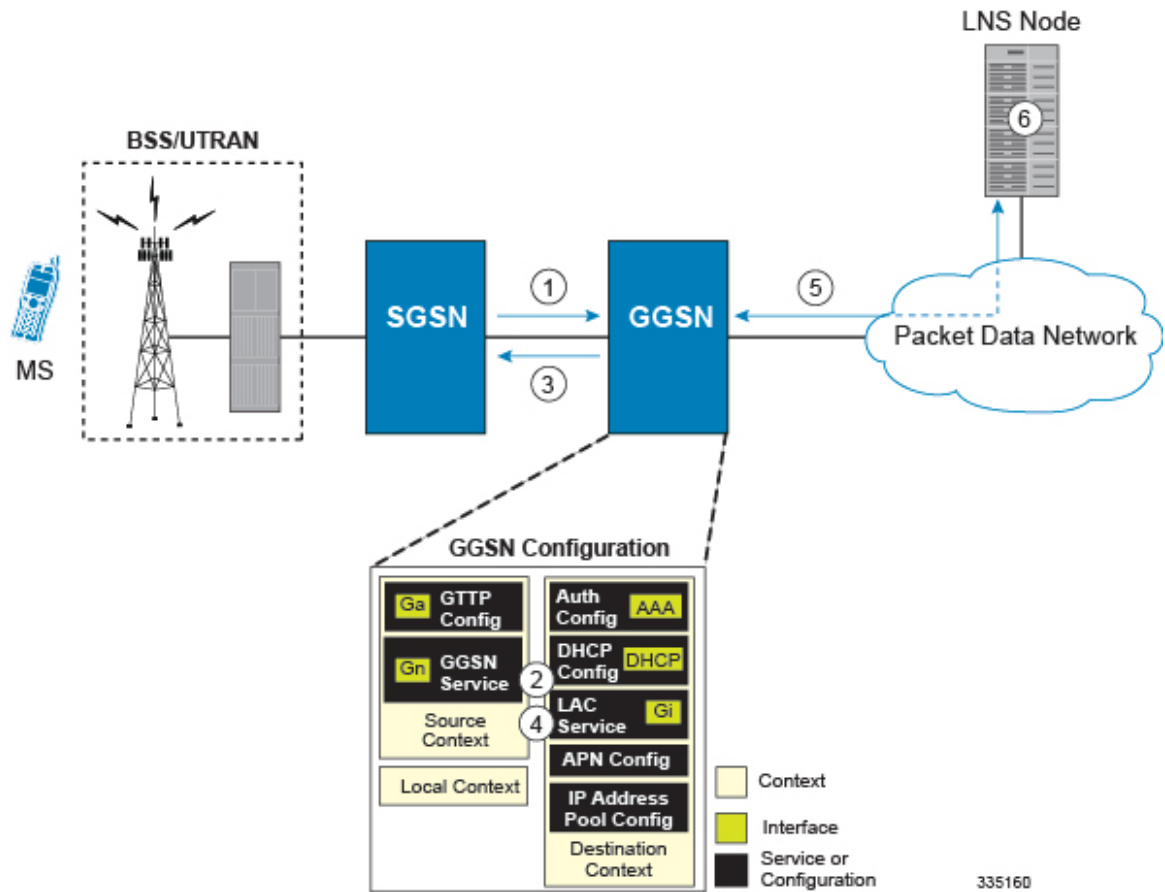 LNS Node
6
BSS/UTRAN
MS
SGSN
1
3
GGSN
5
Packet Data Network
GGSN Configuration
Ga
GTTP
Config
Gn
GGSN
Service
Source
Context
Local Context
2
4
Auth
Config
AAA
DHCP
Config
DHCP
LAC
Service
Gi
APN Config
IP Address
Pool Config
Destination
Context
Context
Interface
Service or
Configuration
335160